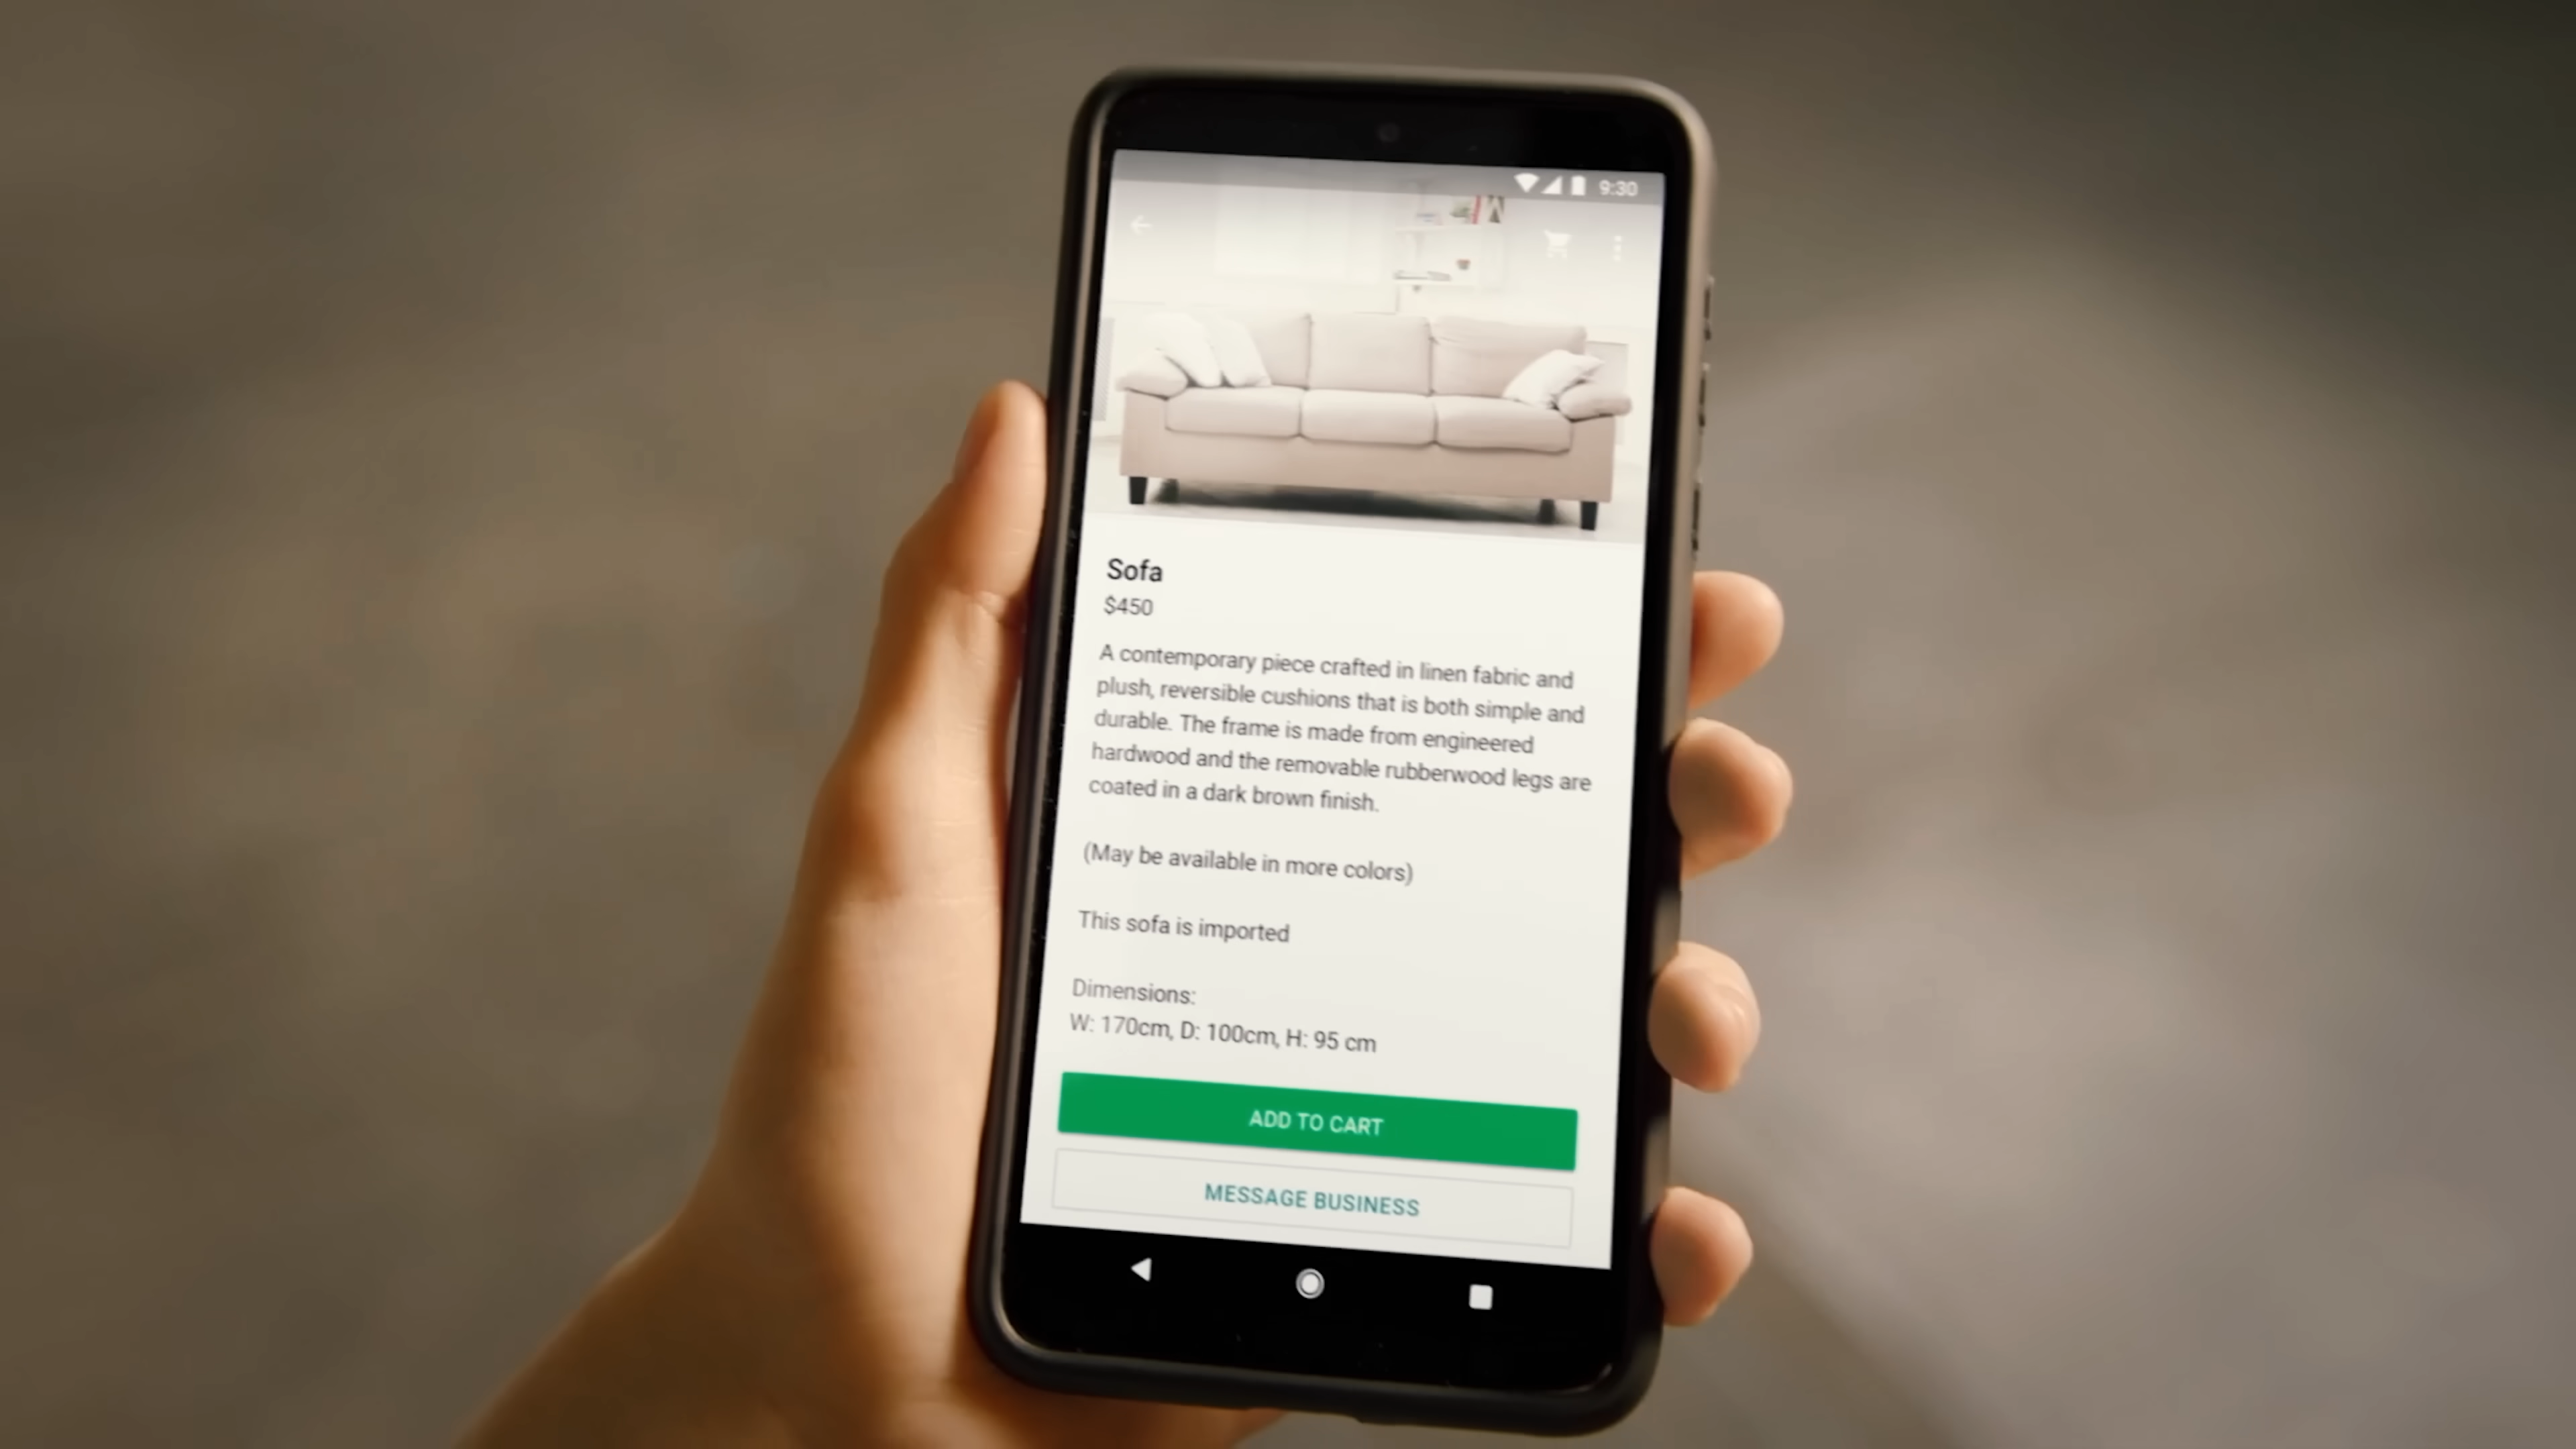 9:30
Sofa
$450
A contemporary piece crafted in linen fabric and
plush, reversible cushions that is both simple and
durable. The frame is made from engineered
hardwood and the removable rubberwood legs are
coated in a dark brown finish.
(May be available in more colors)
This sofa is imported
Dimensions:
W: 170cm, D: 100cm, H: 95 cm
ADD TO CART
MESSAGE BUSINESS